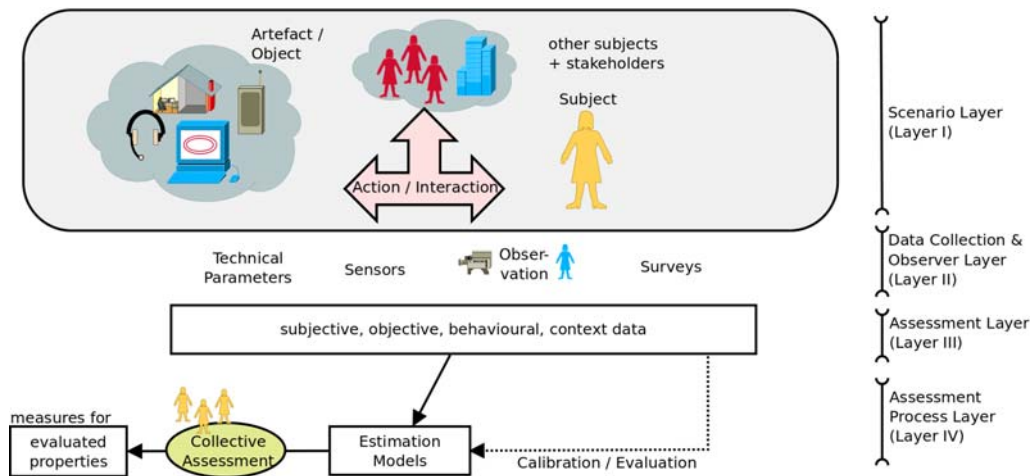 Artefact /
Object
other subjects
+ stakeholders
Subject
Action / Interaction
Scenario Layer
(Layer I)
Technical
Parameters
Sensors
Obser-
vation
Surveys
Data Collection &
Observer Layer
(Layer II)
subjective, objective, behavioural, context data
Assessment Layer
(Layer III)
measures for
evaluated
properties
Collective
Assessment
Estimation
Models
Calibration / Evaluation
Assessment
Process Layer
(Layer IV)